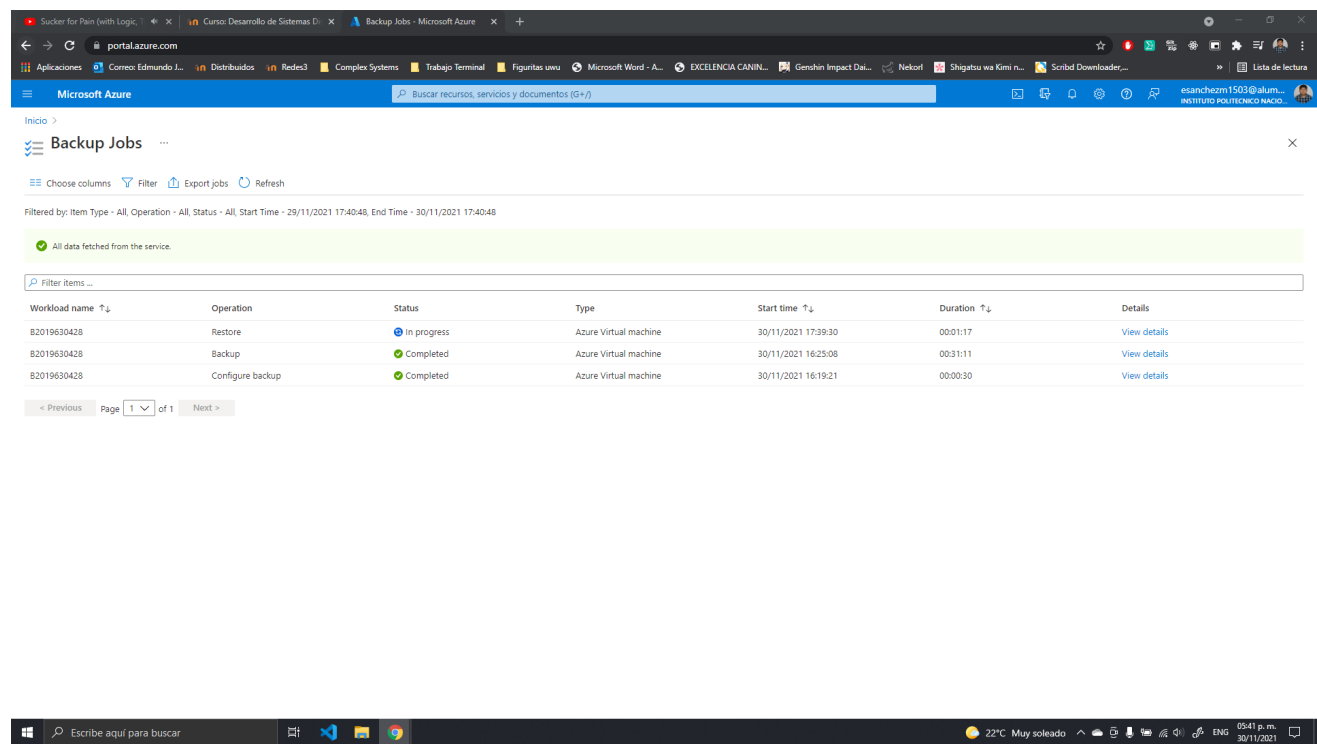 Sucker for Pain (with Logic, Curso: Desarrollo de Sistemas Di Backup Jobs - Microsoft Azure
portal.azure.com
Aplicaciones Correo: Edmundo J... Distribuidos Redes3 Complex Systems Trabajo Terminal Figuritas uwu Microsoft Word - A... EXCELENCIA CANIN... Genshin Impact Dai... Nekorl Shigatsu wa Kimi n... Scribd Downloader,... » Lista de lectura
Microsoft Azure Buscar recursos, servicios y documentos (G+/) esanchezm1503@alum...
INSTITUTO POLITECNICO NACIO...
Inicio >
Backup Jobs ...
Choose columns Filter Export jobs Refresh
Filtered by: Item Type - All, Operation - All, Status - All, Start Time - 29/11/2021 17:40:48, End Time - 30/11/2021 17:40:48
All data fetched from the service.
Filter items ...
Workload name ↑↓ Operation Status Type Start time ↑↓ Duration ↑↓ Details
B2019630428 Restore In progress Azure Virtual machine 30/11/2021 17:39:30 00:01:17 View details
B2019630428 Backup Completed Azure Virtual machine 30/11/2021 16:25:08 00:31:11 View details
B2019630428 Configure backup Completed Azure Virtual machine 30/11/2021 16:19:21 00:00:30 View details
< Previous Page 1 of 1 Next >
Escribe aquí para buscar 22°C Muy soleado ENG 05:41 p. m.
30/11/2021